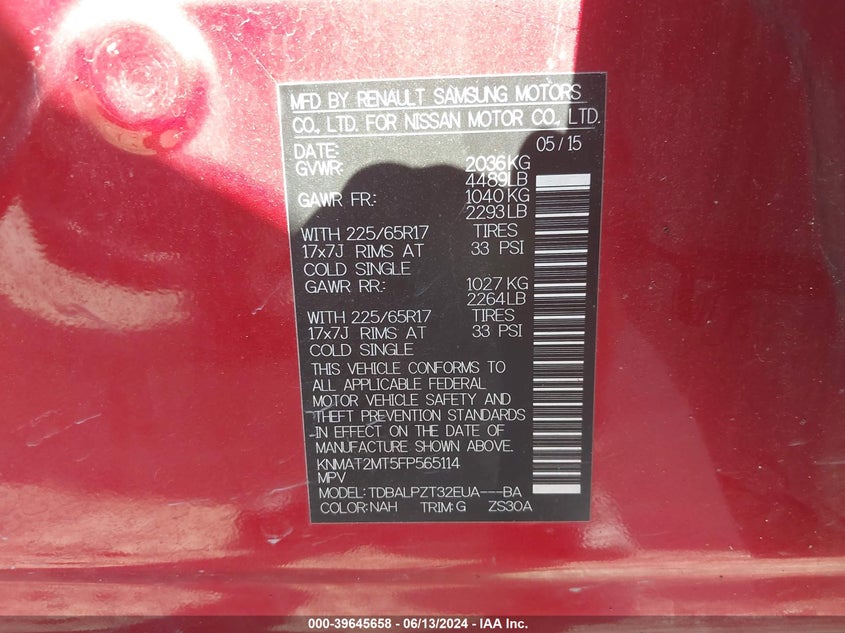 MFD BY RENAULT SAMSUNG MOTORS
CO., LTD. FOR NISSAN MOTOR CO., LTD.
DATE: 05/15
GVWR: 2036KG
4489LB
GAWR FR.: 1040 KG
2293 LB
WITH 225/65R17 TIRES
17x7J RIMS AT 33 PSI
COLD SINGLE
GAWR RR.: 1027 KG
2264 LB
WITH 225/65R17 TIRES
17x7J RIMS AT 33 PSI
COLD SINGLE
THIS VEHICLE CONFORMS TO
ALL APPLICABLE FEDERAL
MOTOR VEHICLE SAFETY AND
THEFT PREVENTION STANDARDS
IN EFFECT ON THE DATE OF
MANUFACTURE SHOWN ABOVE.
KNMAT2MT5FP565114
MPV
MODEL: TDBALPZT32EUA---BA
COLOR: NAH TRIM: G ZS30A
000-39645658 - 06/13/2024 - IAA Inc.